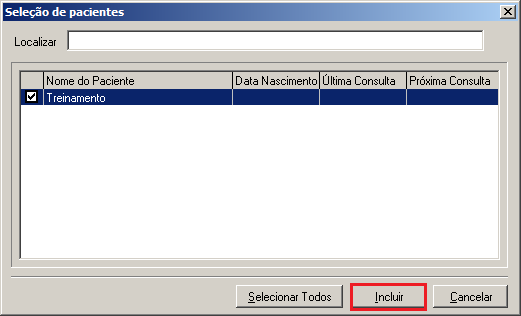 Seleção de pacientes
Localizar
Nome do Paciente Data Nascimento Última Consulta Próxima Consulta
Treinamento
Selecionar Todos Incluir Cancelar